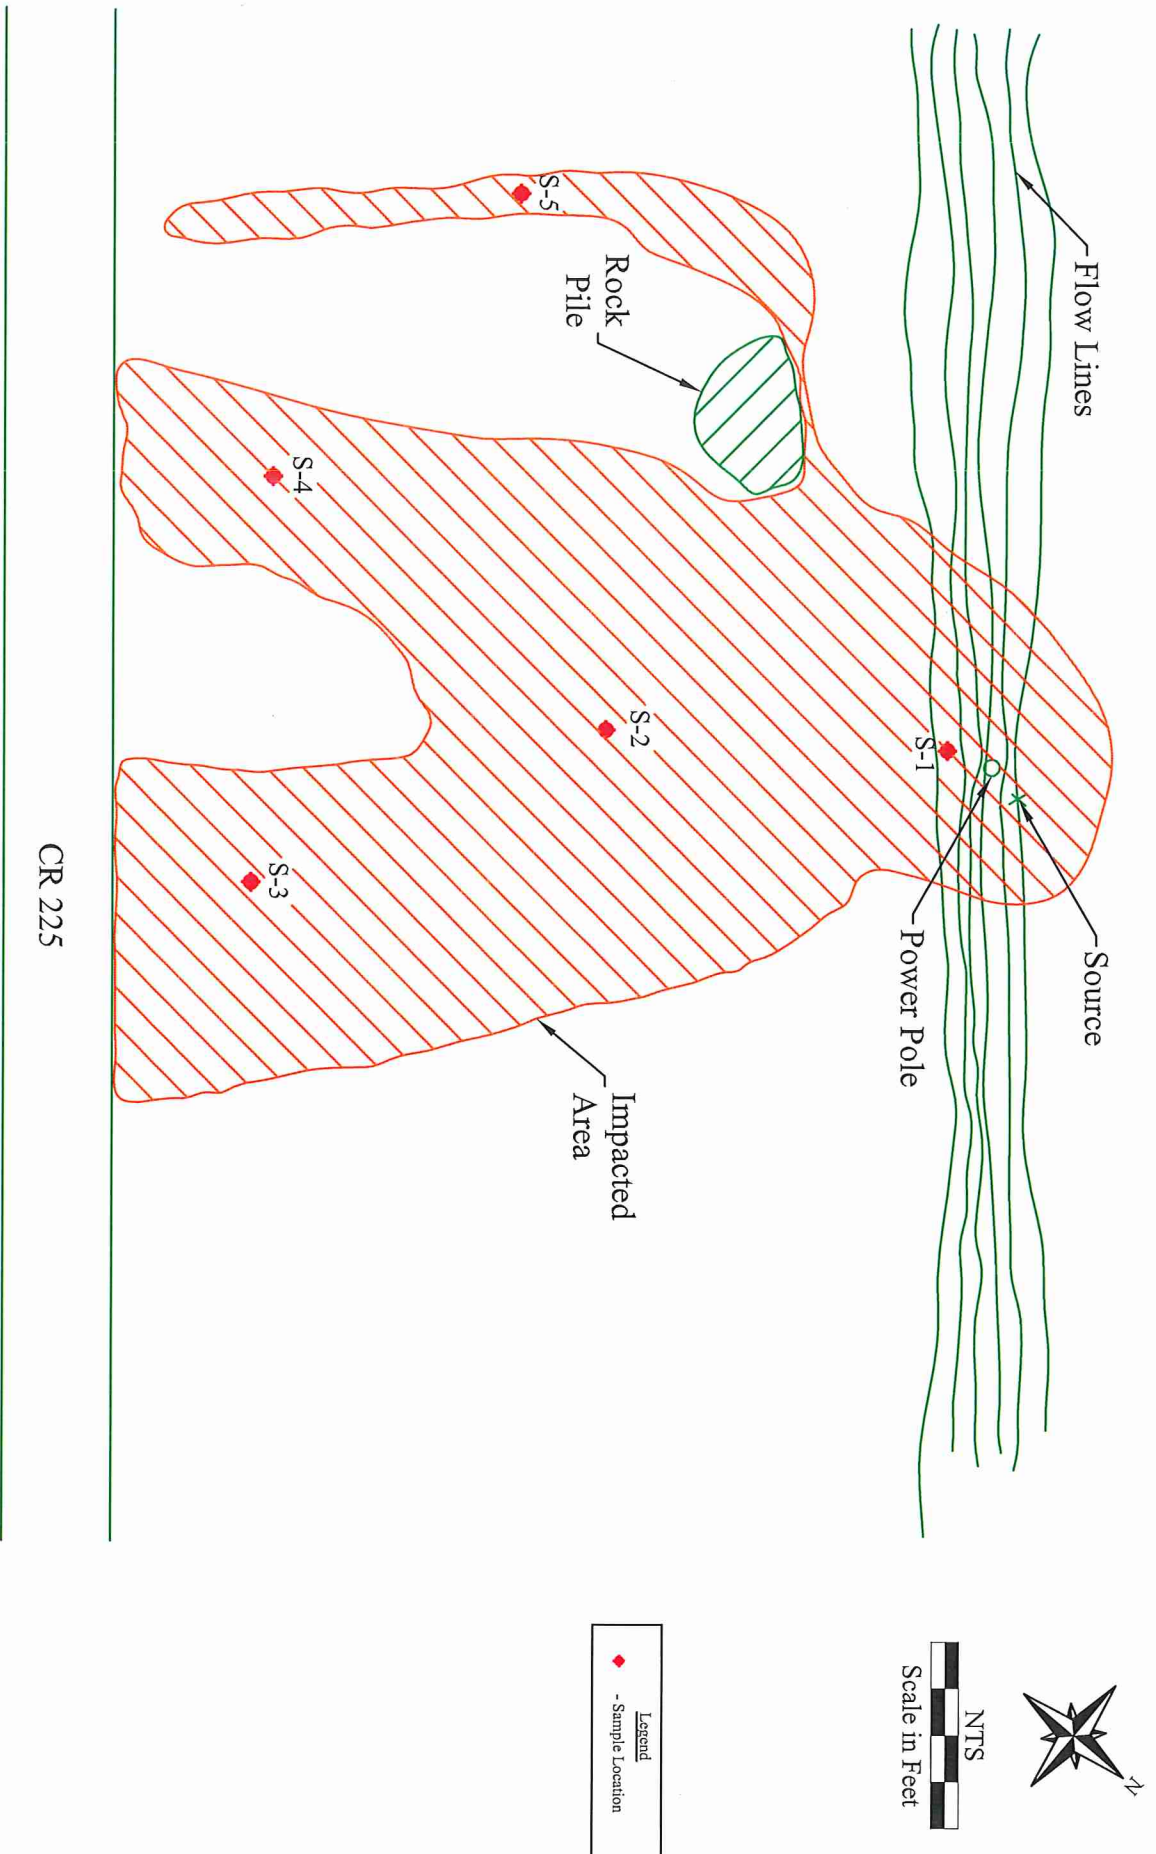 Flow Lines
Source
Power Pole
S-1
S-2
S-5
Rock
Pile
S-4
S-3
Impacted
Area
CR 225
N
NTS
Scale in Feet
Legend
- Sample Location